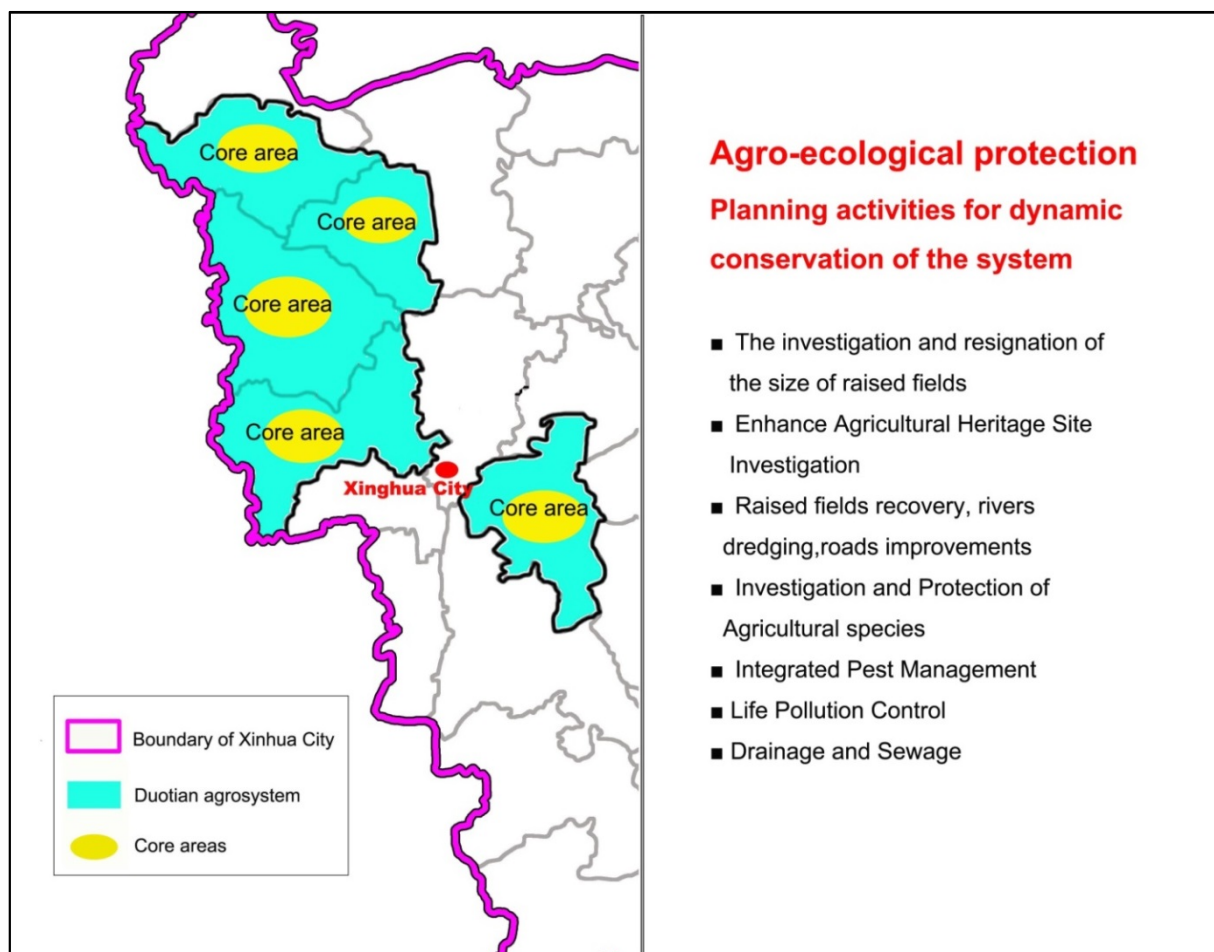 Core area
Core area
Core area
Core area
Xinghua City
Core area
Boundary of Xinhua City
Duotian agrosystem
Core areas
Agro-ecological protection
Planning activities for dynamic
conservation of the system
■ The investigation and resignation of
the size of raised fields
■ Enhance Agricultural Heritage Site
Investigation
■ Raised fields recovery, rivers
dredging,roads improvements
■ Investigation and Protection of
Agricultural species
■ Integrated Pest Management
■ Life Pollution Control
■ Drainage and Sewage